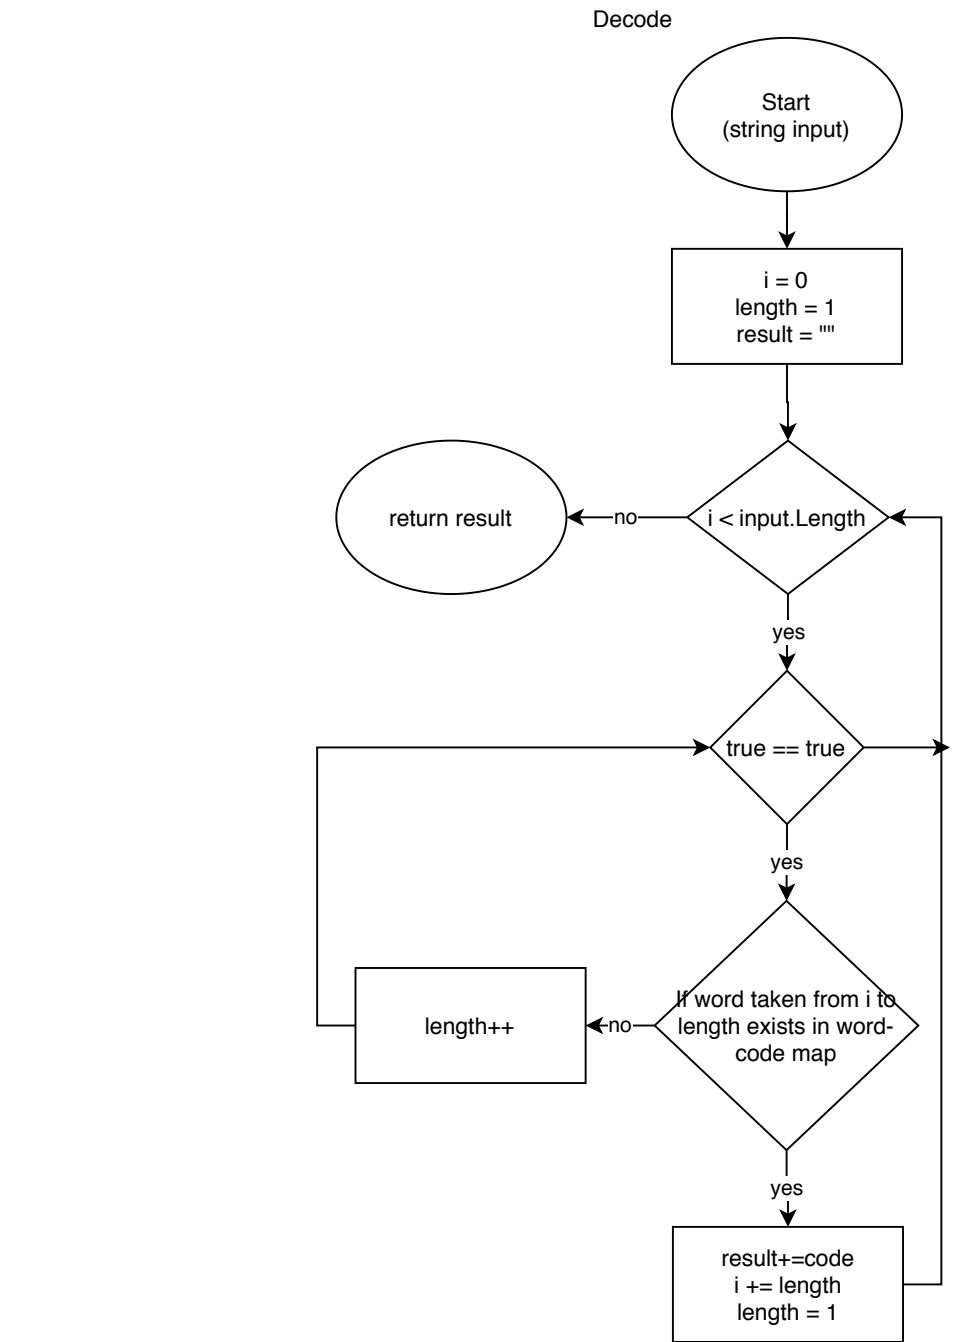 Decode
Start
(string input)
i = 0
length = 1
result = ""
return result
no
i < input.Length
yes
true == true
yes
If word taken from i to
length exists in word-
code map
no
length++
yes
result+=code
i += length
length = 1